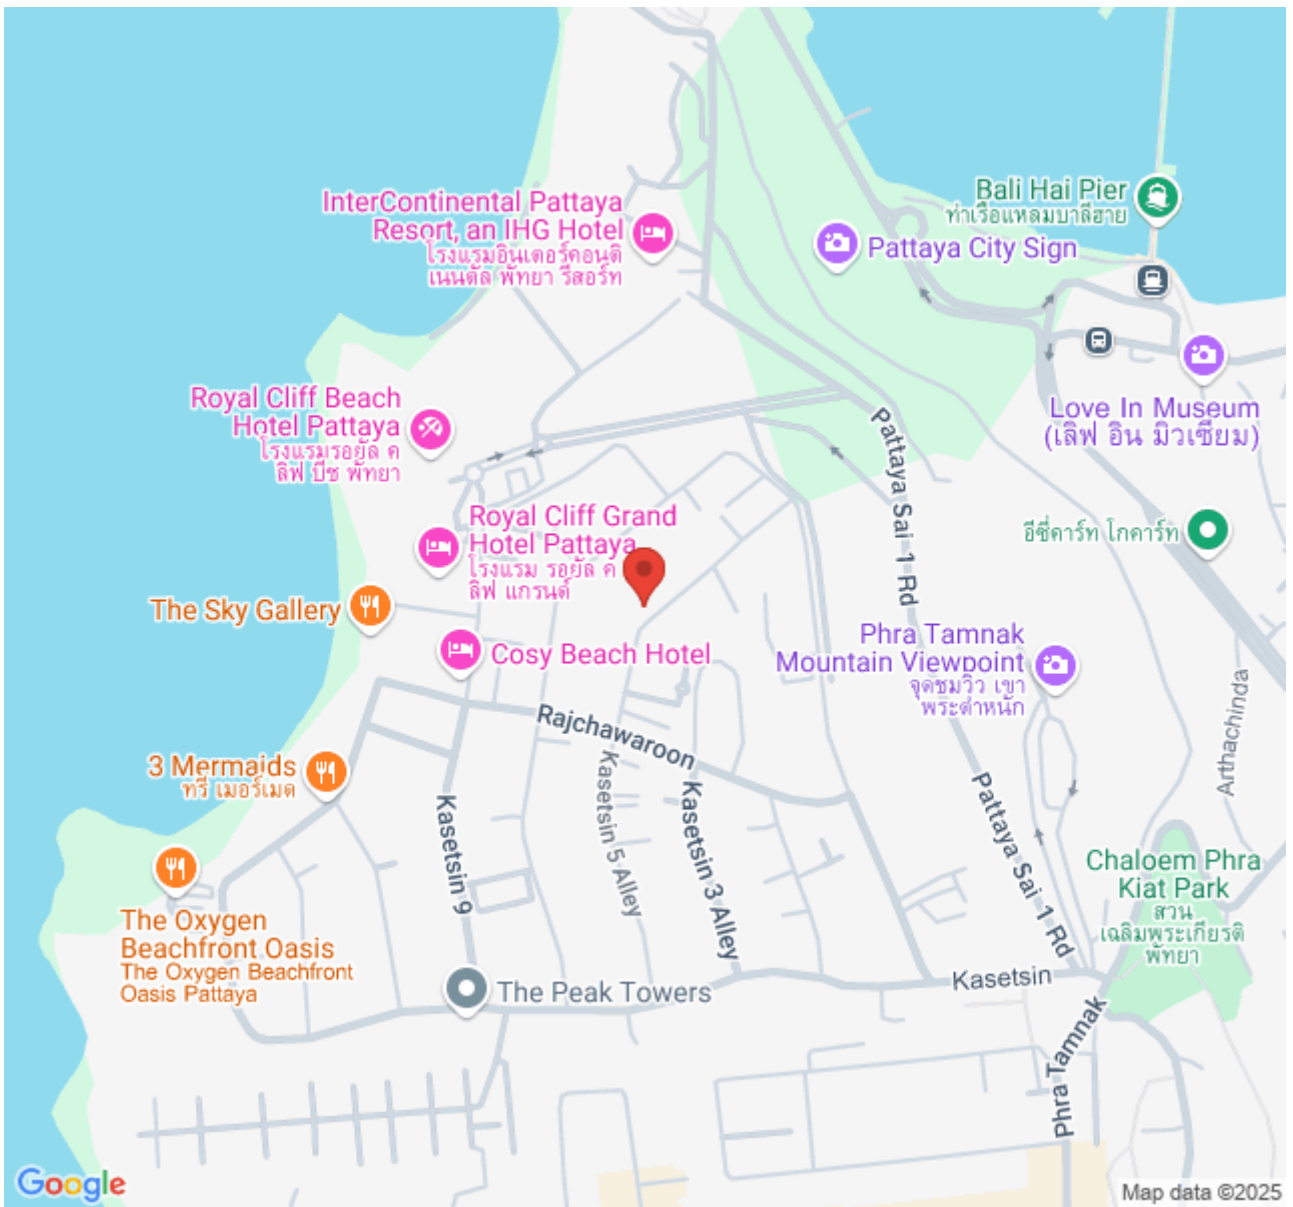 InterContinental Pattaya
Resort, an IHG Hotel
โรงแรมอินเตอร์คอนติ
เนนตัล พัทยา รีสอร์ท
Bali Hai Pier
ท่าเรือแหลมบาลีฮาย
Pattaya City Sign
Royal Cliff Beach
Hotel Pattaya
โรงแรมรอยัล ค
ลิฟ บีช พัทยา
Love In Museum
(เลิฟ อิน มิวเซียม)
Pattaya Sai 1 Rd
Royal Cliff Grand
Hotel Pattaya
โรงแรม รอยัล ค
ลิฟ แกรนด์
อีซี่คาร์ท โกคาร์ท
The Sky Gallery
Cosy Beach Hotel
Phra Tamnak
Mountain Viewpoint
จุดชมวิว เขา
พระตำหนัก
Rajchawaroon
Arthachinda
3 Mermaids
ทรี เมอร์เมด
Kasetsin 9
Kasetsin 5 Alley
Kasetsin 3 Alley
Pattaya Sai 1 Rd
Chaloem Phra
Kiat Park
สวน
เฉลิมพระเกียรติ
พัทยา
The Oxygen
Beachfront Oasis
The Oxygen Beachfront
Oasis Pattaya
The Peak Towers
Kasetsin
Phra Tamnak
Google
Map data ©2025